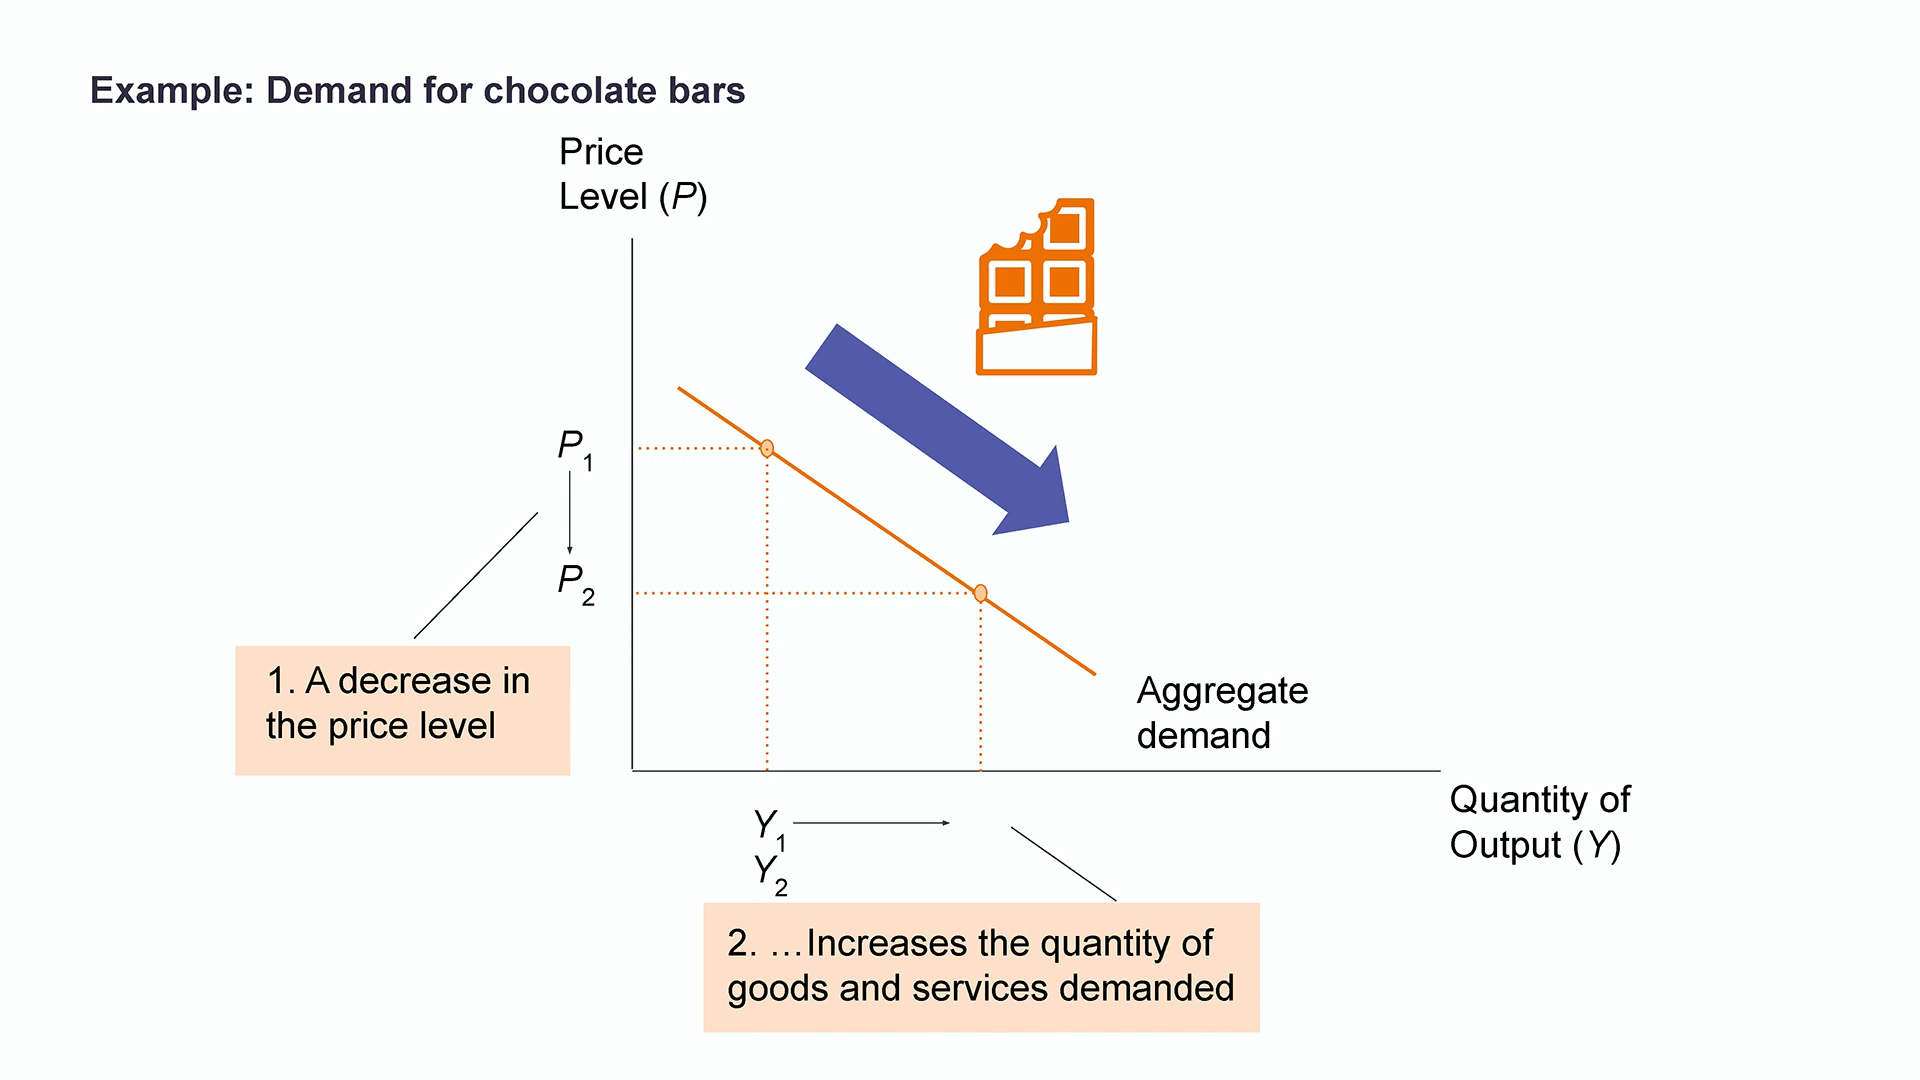 Example: Demand for chocolate bars
Price
Level (P)
P1
P2
1. A decrease in
the price level
Aggregate
demand
Quantity of
Output (Y)
Y1
Y2
2. …Increases the quantity of
goods and services demanded